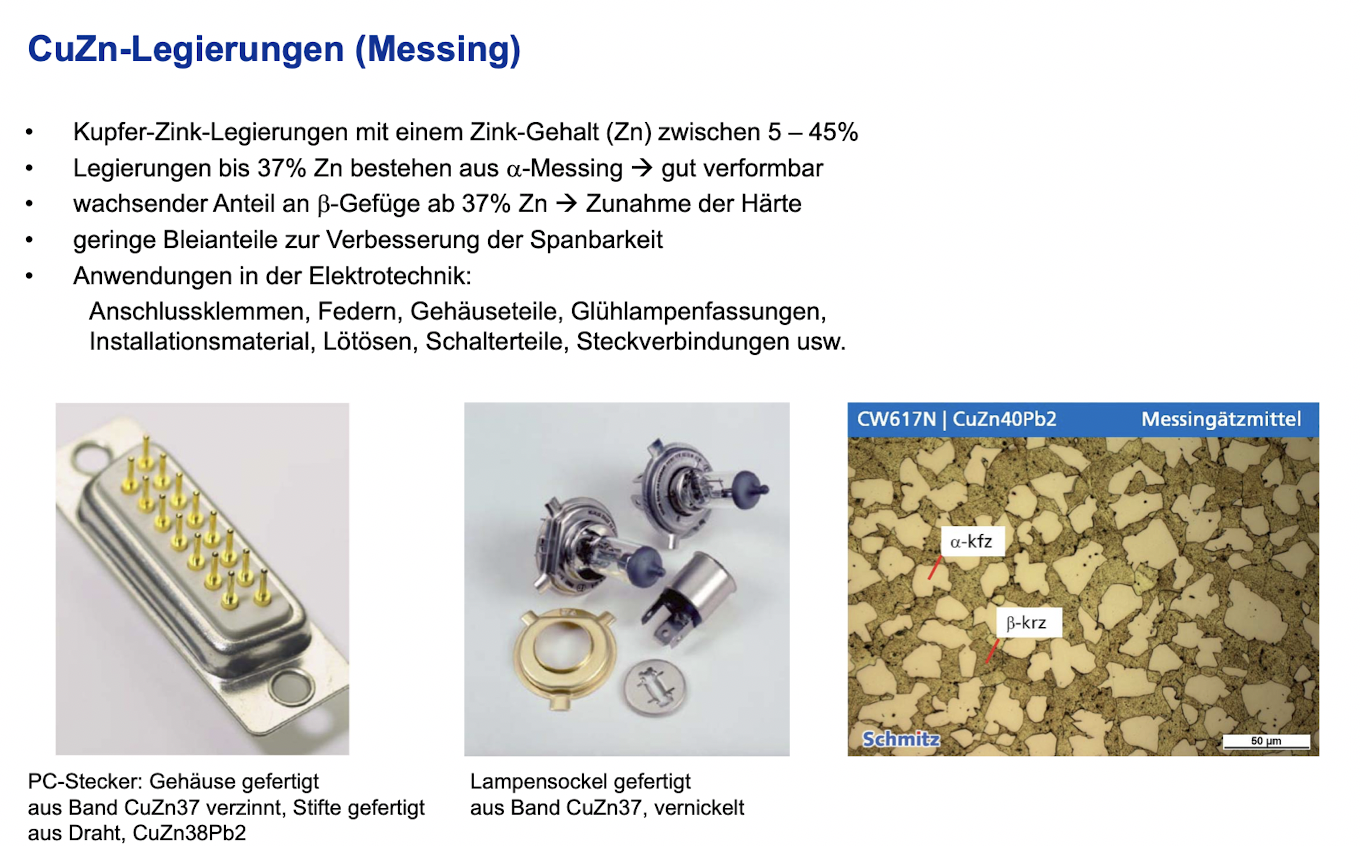 CuZn-Legierungen (Messing)
• Kupfer-Zink-Legierungen mit einem Zink-Gehalt (Zn) zwischen 5 – 45%
• Legierungen bis 37% Zn bestehen aus α-Messing → gut verformbar
• wachsender Anteil an β-Gefüge ab 37% Zn → Zunahme der Härte
• geringe Bleianteile zur Verbesserung der Spanbarkeit
• Anwendungen in der Elektrotechnik:
Anschlussklemmen, Federn, Gehäuseteile, Glühlampenfassungen,
Installationsmaterial, Lötösen, Schalterteile, Steckverbindungen usw.
CW617N | CuZn40Pb2 Messingätzmittel
α-kfz
β-krz
Schmitz
50 µm
PC-Stecker: Gehäuse gefertigt
aus Band CuZn37 verzinnt, Stifte gefertigt
aus Draht, CuZn38Pb2
Lampensockel gefertigt
aus Band CuZn37, vernickelt